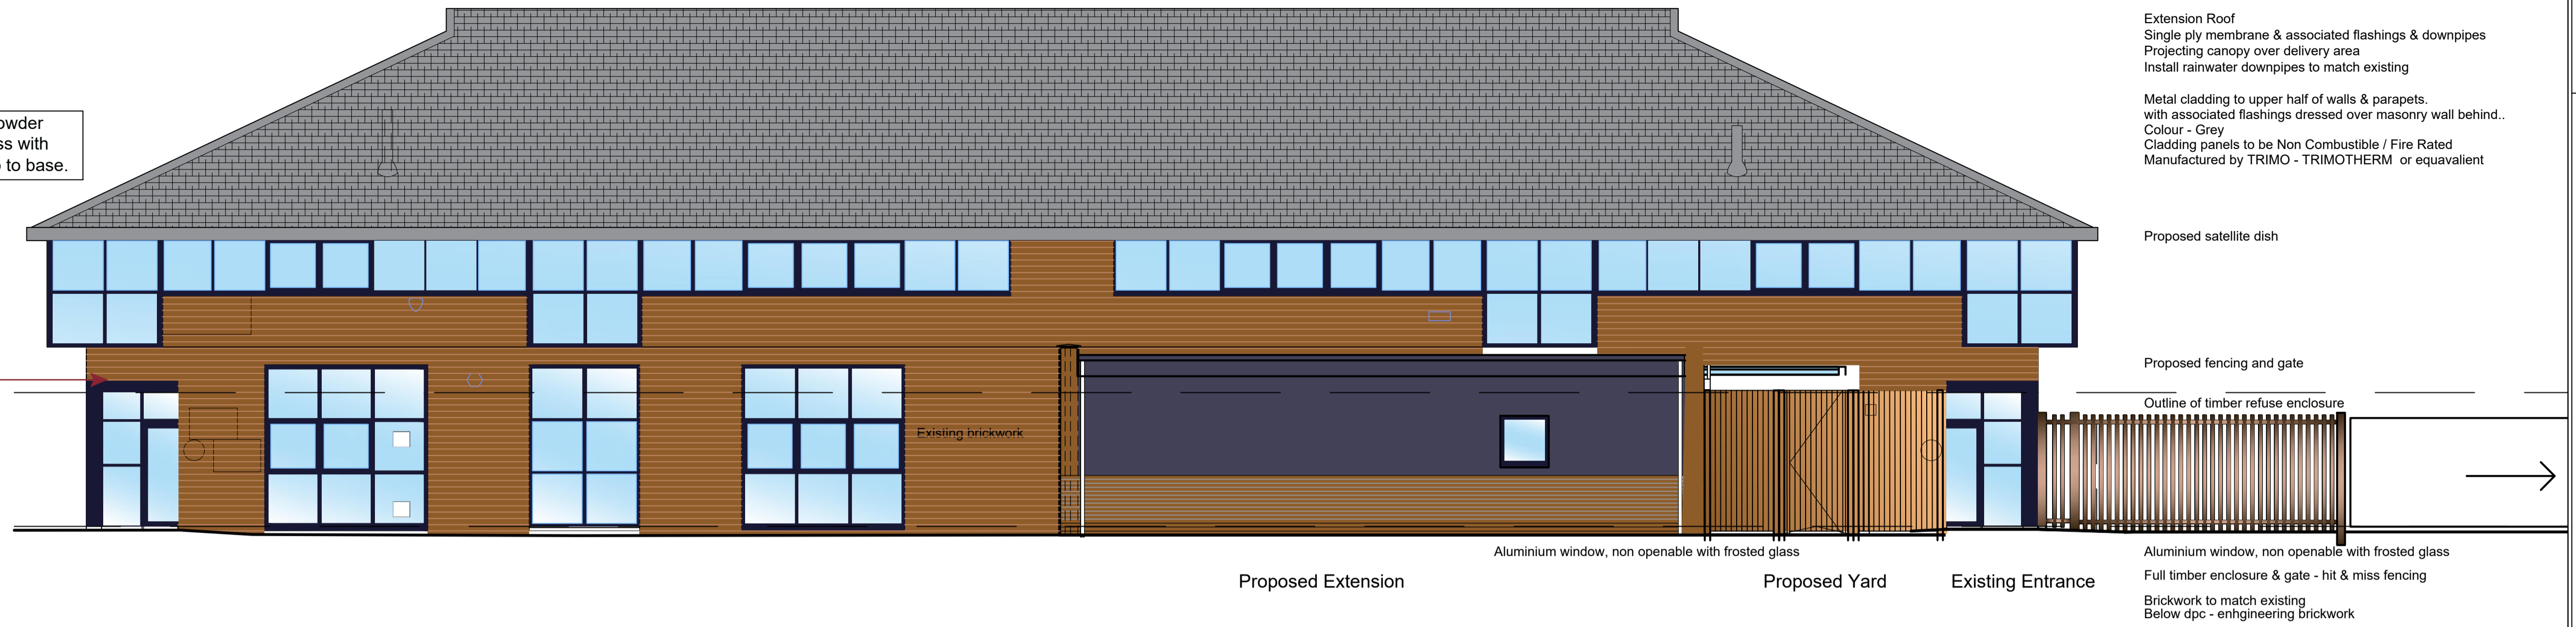 owder
ss with
to base.
Existing brickwork
Aluminium window, non openable with frosted glass
Proposed Extension
Proposed Yard
Existing Entrance
Extension Roof
Single ply membrane & associated flashings & downpipes
Projecting canopy over delivery area
Install rainwater downpipes to match existing
Metal cladding to upper half of walls & parapets.
with associated flashings dressed over masonry wall behind..
Colour - Grey
Cladding panels to be Non Combustible / Fire Rated
Manufactured by TRIMO - TRIMOTHERM or equavalient
Proposed satellite dish
Proposed fencing and gate
Outline of timber refuse enclosure
Aluminium window, non openable with frosted glass
Full timber enclosure & gate - hit & miss fencing
Brickwork to match existing
Below dpc - enhgineering brickwork